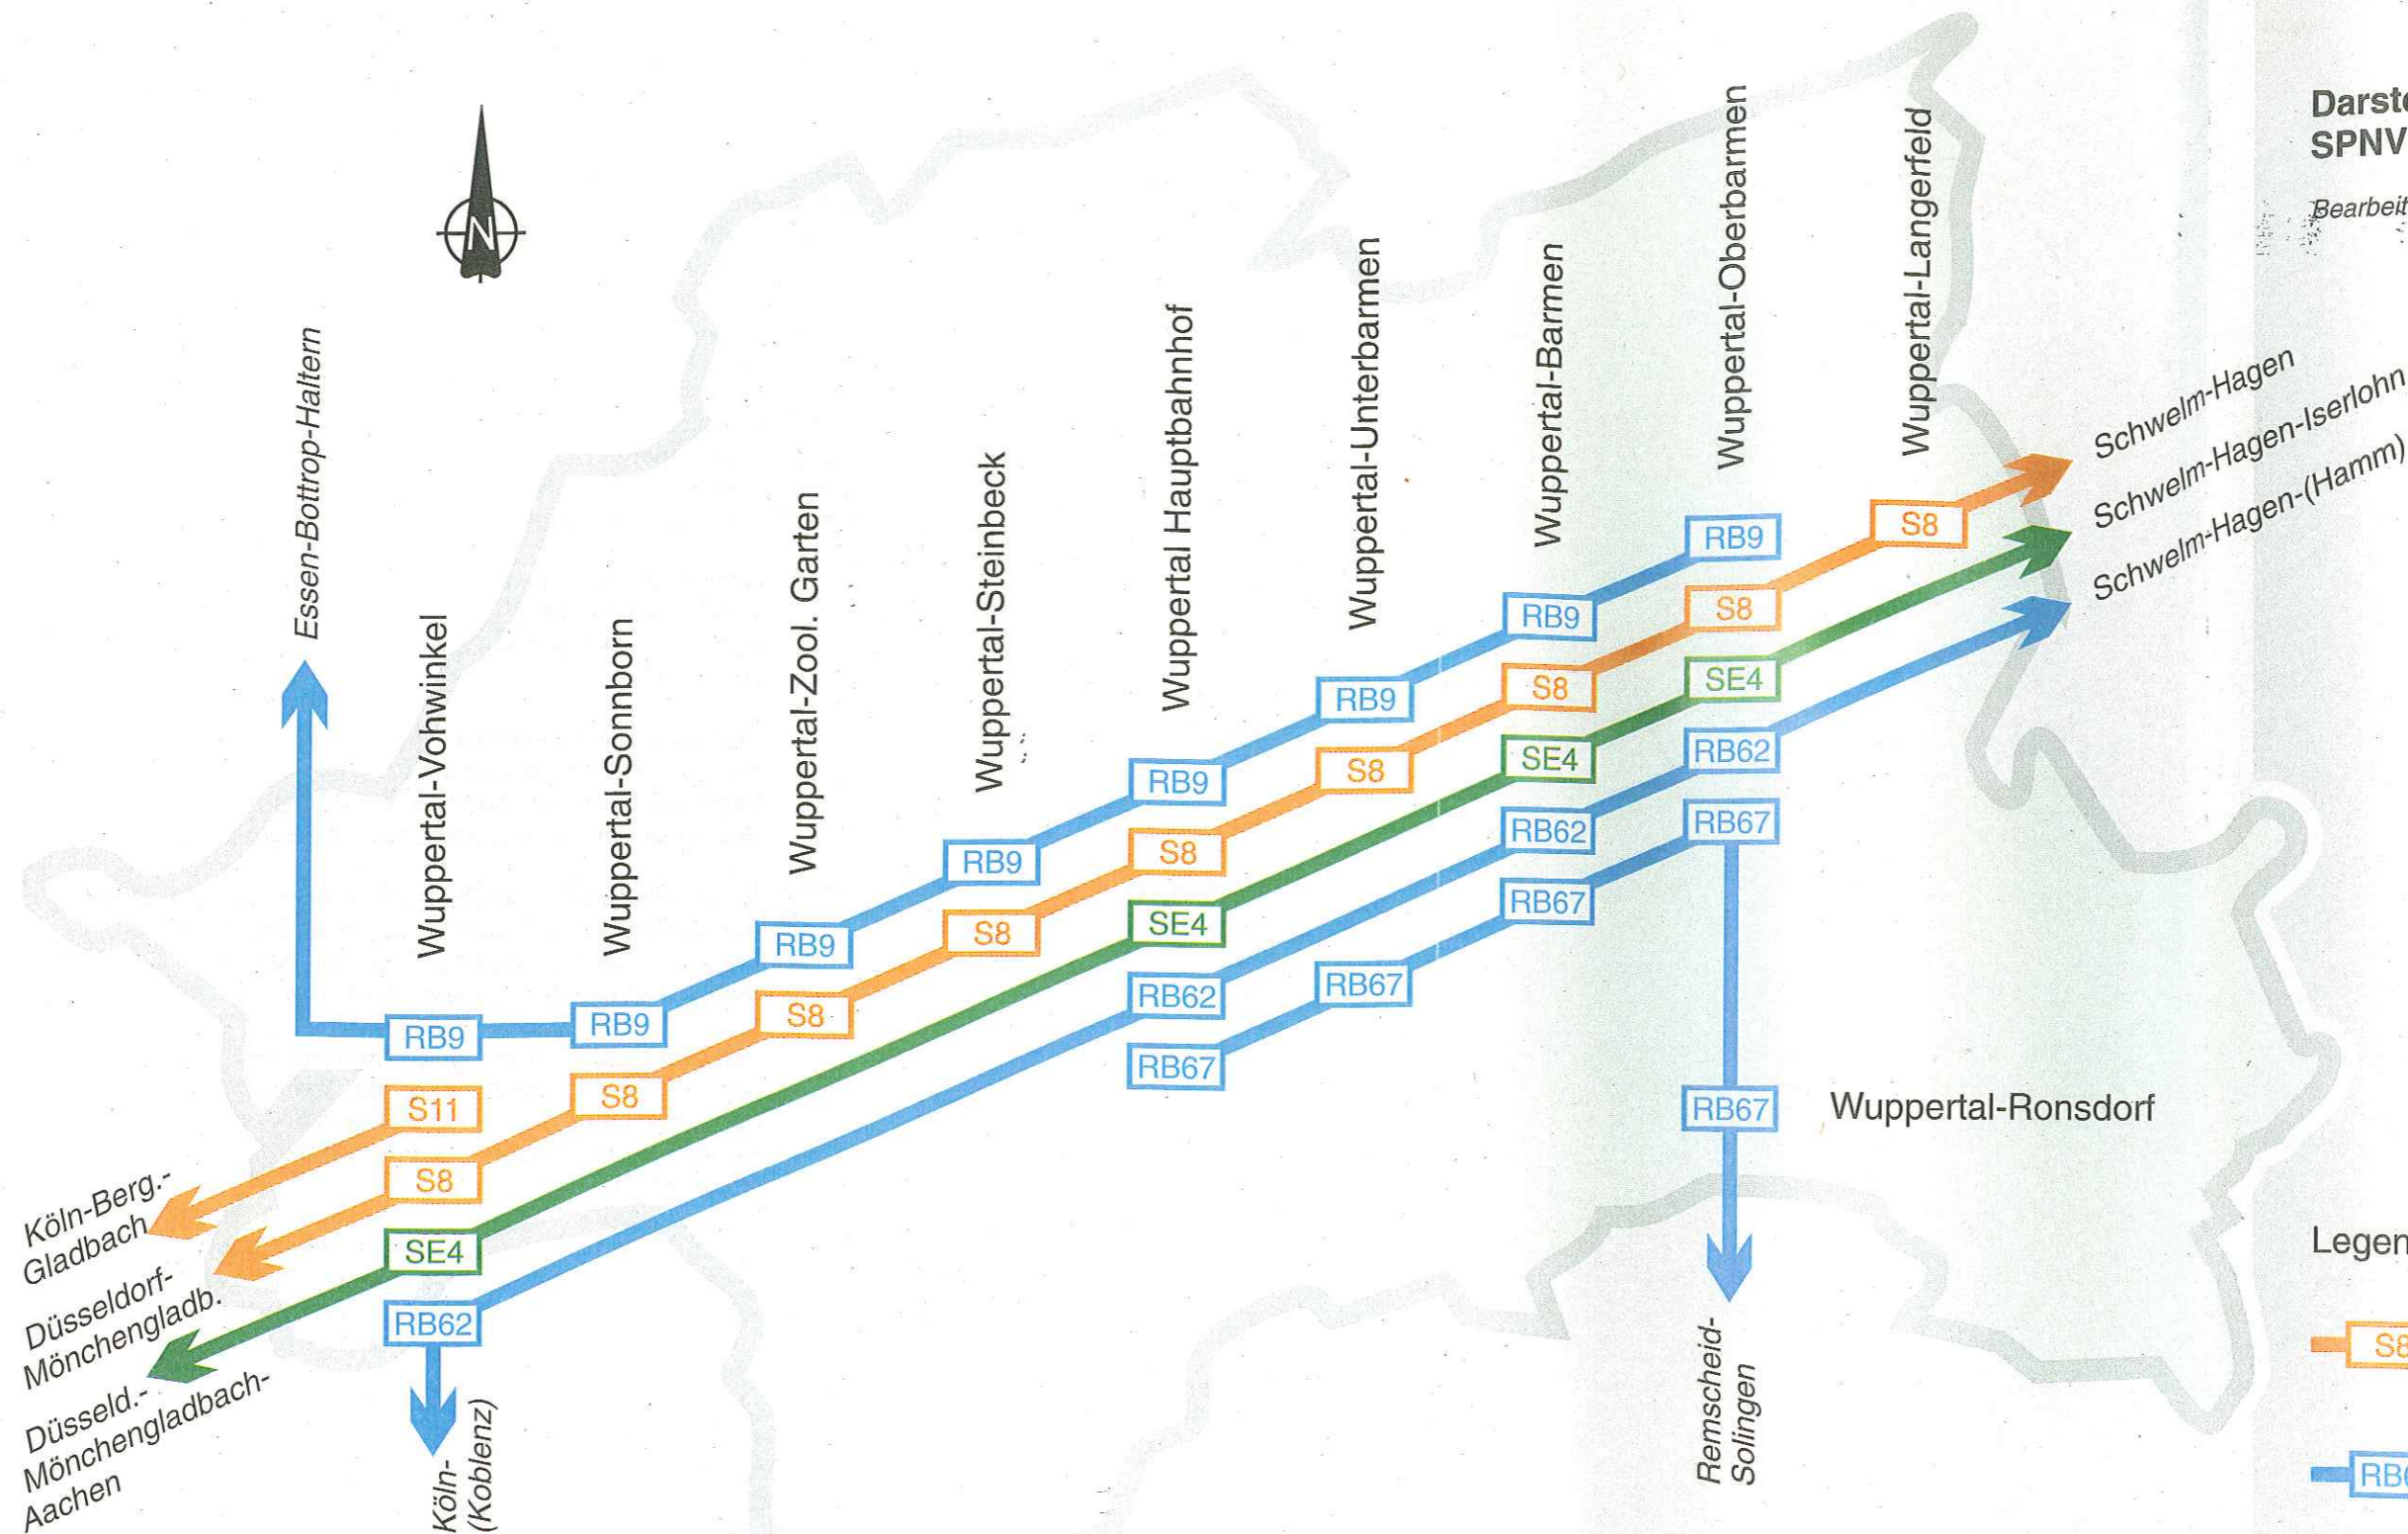 Darste
SPNV
Bearbeit
N
Essen-Bottrop-Haltern
Wuppertal-Vohwinkel
Wuppertal-Sonnborn
Wuppertal-Zool. Garten
Wuppertal-Steinbeck
Wuppertal Hauptbahnhof
Wuppertal-Unterbarmen
Wuppertal-Barmen
Wuppertal-Oberbarmen
Wuppertal-Langerfeld
Schwelm-Hagen
Schwelm-Hagen-Iserlohn
Schwelm-Hagen-(Hamm)
RB9
RB9
RB9
RB9
RB9
RB9
RB9
RB9
S11
S8
S8
S8
S8
S8
S8
S8
S8
S8
SE4
SE4
SE4
SE4
RB62
RB62
RB62
RB62
RB67
RB67
RB67
RB67
RB67
Wuppertal-Ronsdorf
Köln-Berg.-
Gladbach
Düsseldorf-
Mönchengladb.
Düsseld.-
Mönchengladbach-
Aachen
Köln-
(Koblenz)
Remscheid-
Solingen
Legen
S8
RB6